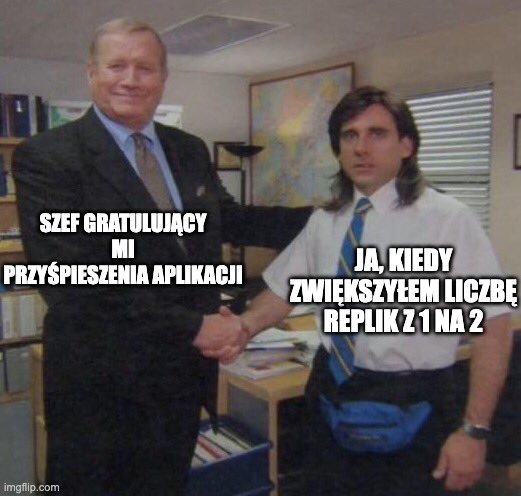 SZEF GRATULUJĄCY
MI
PRZYŚPIESZENIA APLIKACJI
JA, KIEDY
ZWIĘKSZYŁEM LICZBĘ
REPLIK Z 1 NA 2
imgflip.com